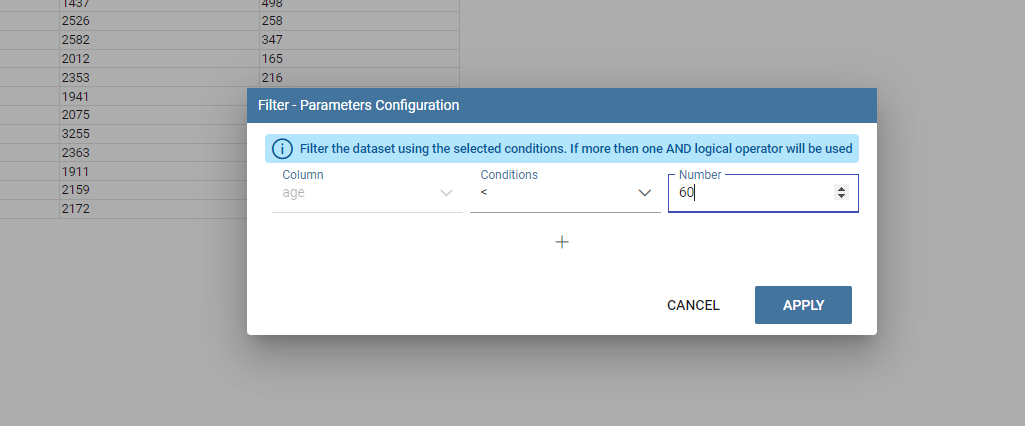 1437 498
2526 258
2582 347
2012 165
2353 216
1941
2075
3255
2363
1911
2159
2172
Filter - Parameters Configuration
Filter the dataset using the selected conditions. If more then one AND logical operator will be used
Column Conditions Number
age < 60
+
CANCEL APPLY